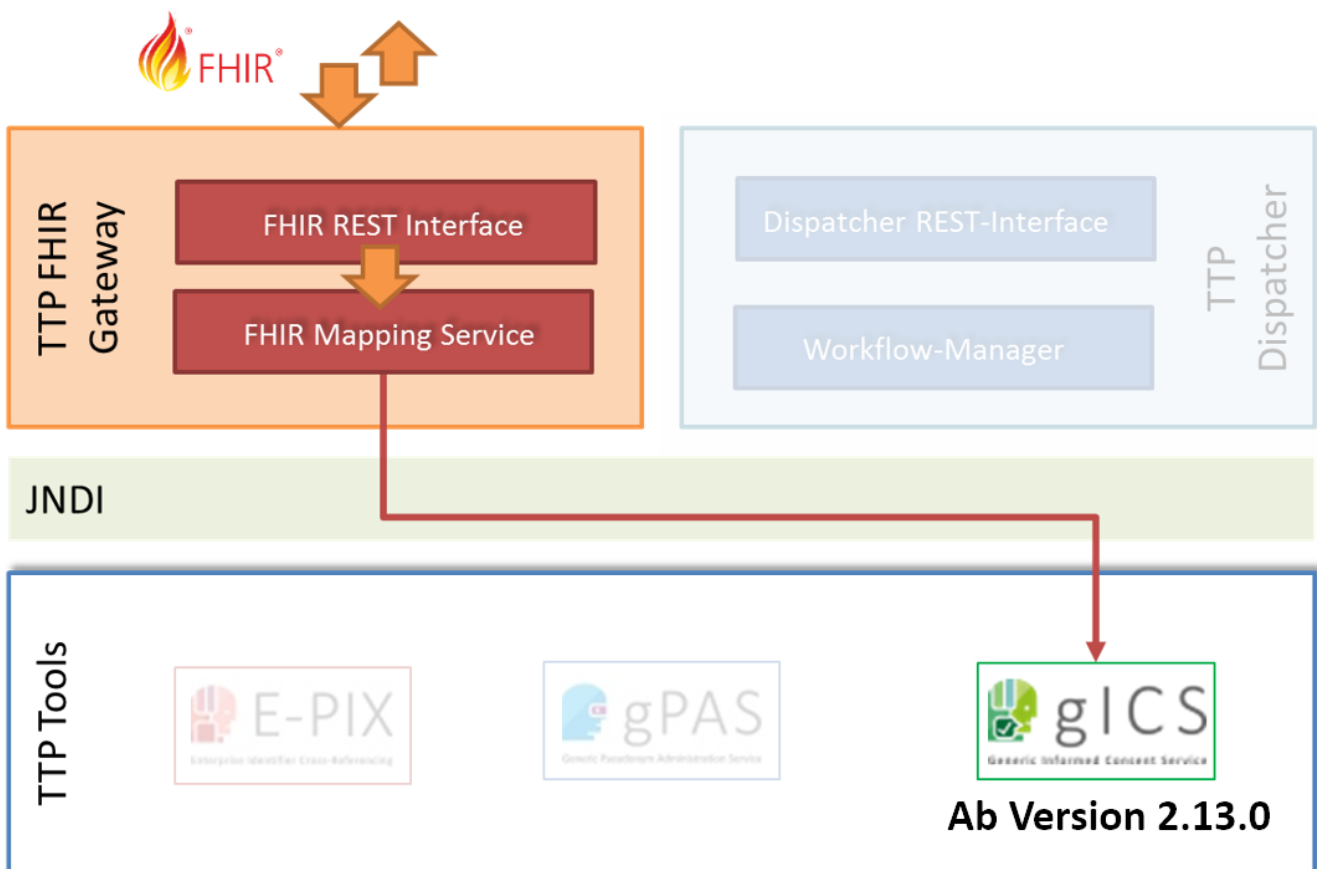 FHIR®
TTP FHIR
Gateway
FHIR REST Interface
FHIR Mapping Service
Dispatcher REST-Interface
Workflow-Manager
TTP
Dispatcher
JNDI
TTP Tools
E-PIX
Enterprise Identifier Cross-Referencing
gPAS
Generic Pseudonym Administration Service
gICS
Generic Informed Consent Service
Ab Version 2.13.0